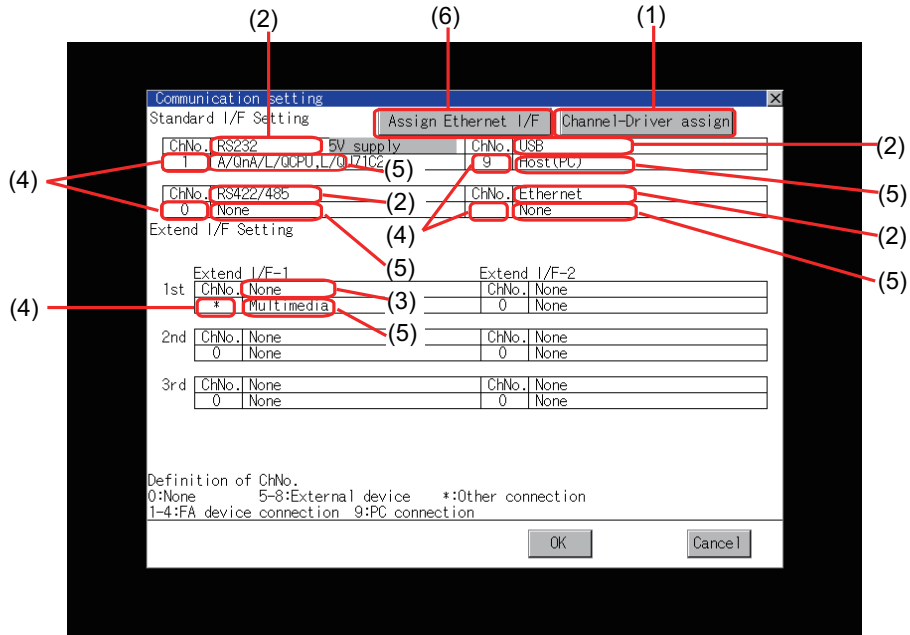 (2) (6) (1)
Communication setting
Standard I/F Setting Assign Ethernet I/F Channel-Driver assign
ChNo. RS232 5V supply ChNo. USB (2)
1 A/QnA/L/QCPU,L/QJ71C2 (5) 9 Host(PC)
(4) (5)
ChNo. RS422/485 (2) ChNo. Ethernet
0 None (4) None (2)
Extend I/F Setting
(5) (5)
Extend I/F-1 Extend I/F-2
1st ChNo. None (3) ChNo. None
(4) * Multimedia (5) 0 None
2nd ChNo. None ChNo. None
0 None 0 None
3rd ChNo. None ChNo. None
0 None 0 None
Definition of ChNo.
0:None 5-8:External device *:Other connection
1-4:FA device connection 9:PC connection
OK Cancel